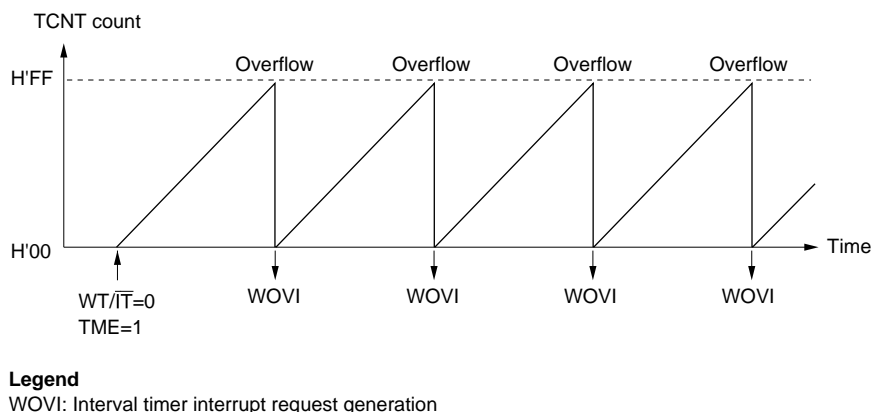 TCNT count
Overflow Overflow Overflow Overflow
H'FF
H'00
Time
WT/I̅T̅=0
TME=1
WOVI WOVI WOVI WOVI
Legend
WOVI: Interval timer interrupt request generation